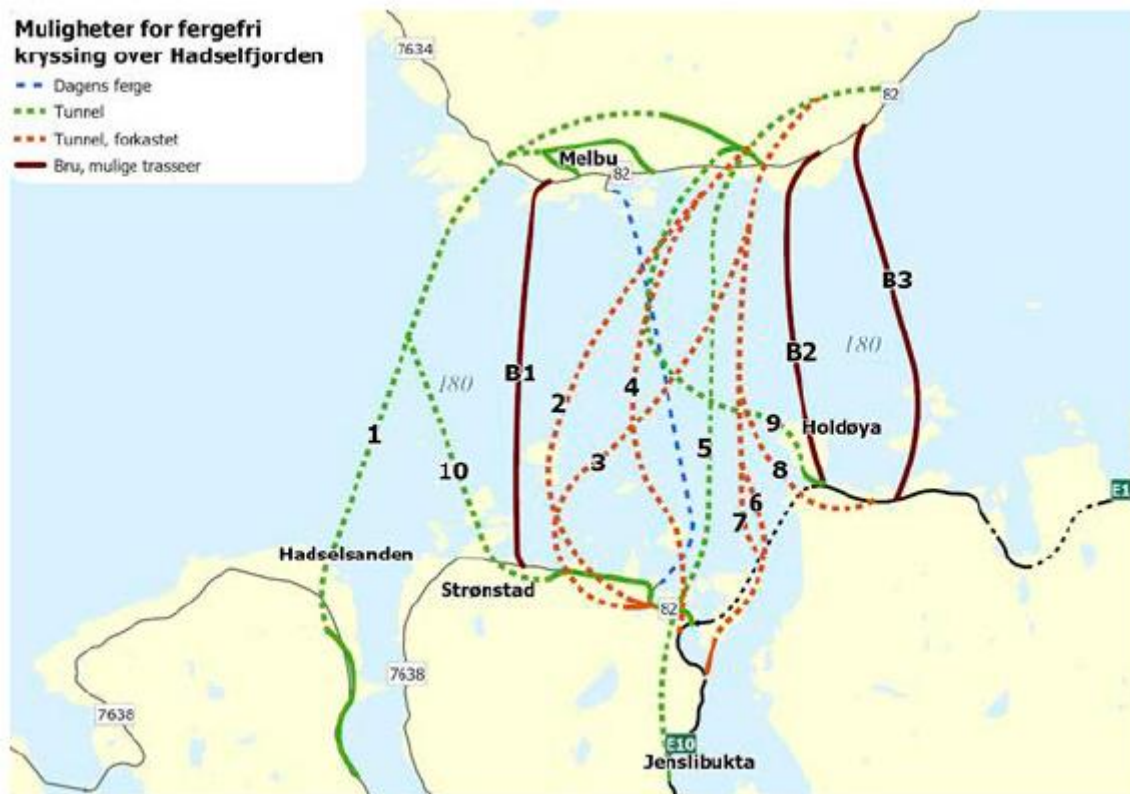 Muligheter for fergefri
kryssing over Hadselfjorden
Dagens ferge
Tunnel
Tunnel, forkastet
Bru, mulige trasseer
7634
82
Melbu
82
B3
180
B1
B2
180
2
4
9
Holdøya
1
5
3
10
8
6
7
E1
Hadselsanden
Strønstad
82
7638
7638
E10
Jenslibukta